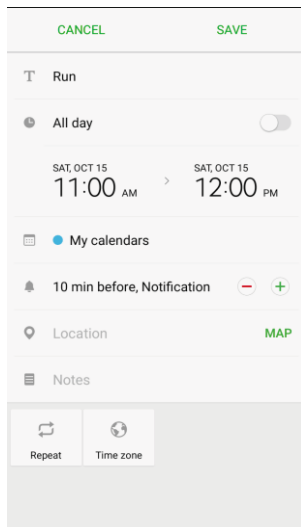 CANCEL SAVE
T Run
All day
SAT, OCT 15 SAT, OCT 15
11:00 AM > 12:00 PM
My calendars
10 min before, Notification
Location MAP
Notes
Repeat Time zone